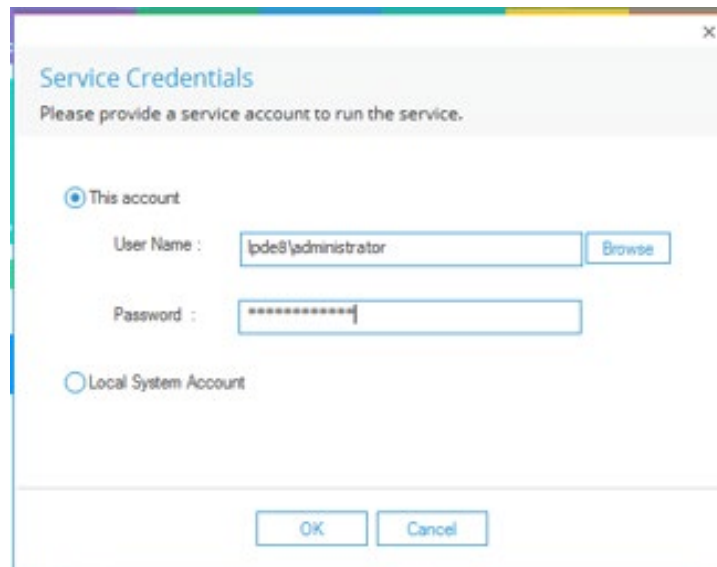 Service Credentials
Please provide a service account to run the service.
This account
User Name : lpde8\administrator Browse
Password : *************
Local System Account
OK Cancel